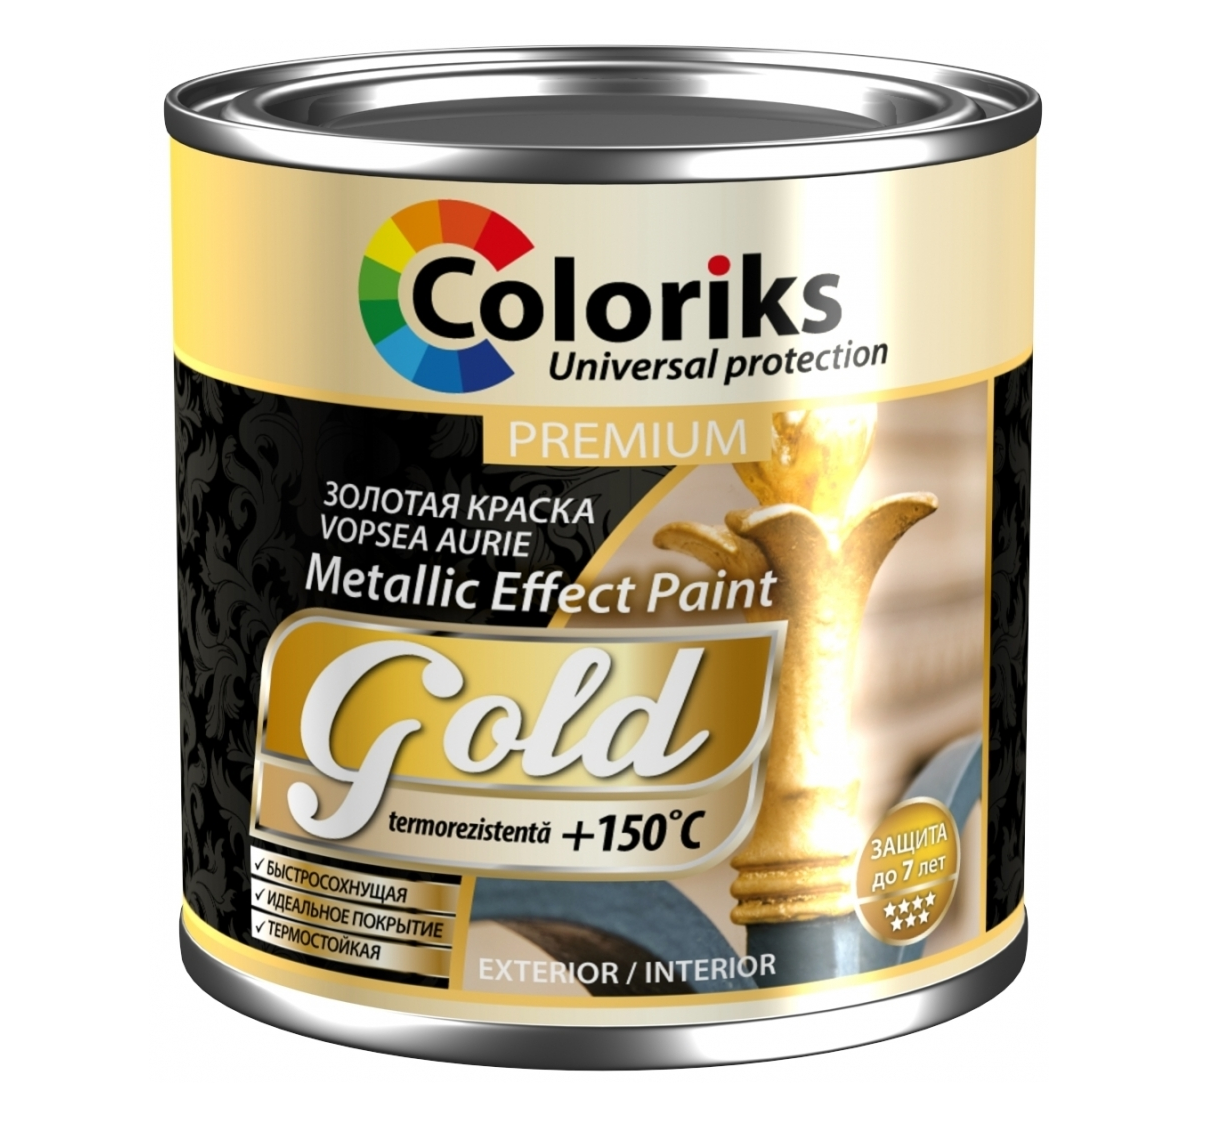 Coloriks
Universal protection
PREMIUM
ЗОЛОТАЯ КРАСКА
VOPSEA AURIE
Metallic Effect Paint
Gold
termorezistentă +150°C
✓ БЫСТРОСОХНУЩАЯ
✓ ИДЕАЛЬНОЕ ПОКРЫТИЕ
✓ ТЕРМОСТОЙКАЯ
ЗАЩИТА
до 7 лет
EXTERIOR / INTERIOR